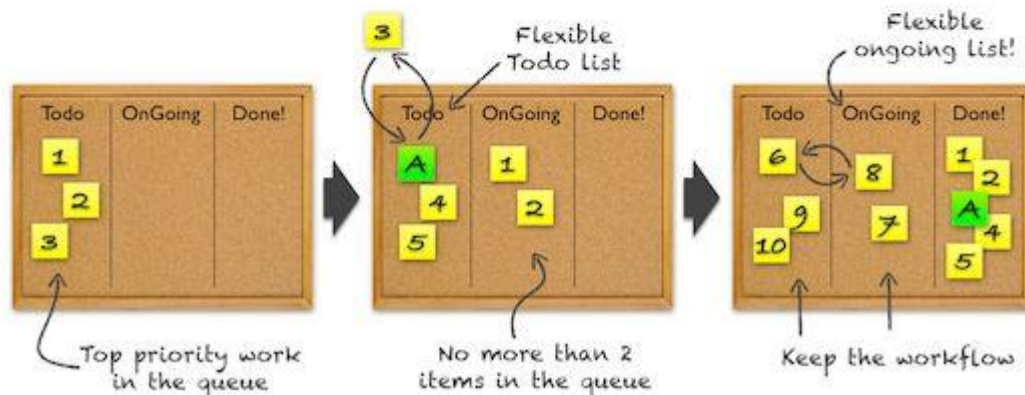 3
Flexible
Todo list
Flexible
ongoing list!
Todo OnGoing Done!
1
2
3
Todo OnGoing Done!
A 1
4 2
5
Todo OnGoing Done!
6 8 1
2
A
9 7 4
10 5
Top priority work
in the queue
No more than 2
items in the queue
Keep the workflow